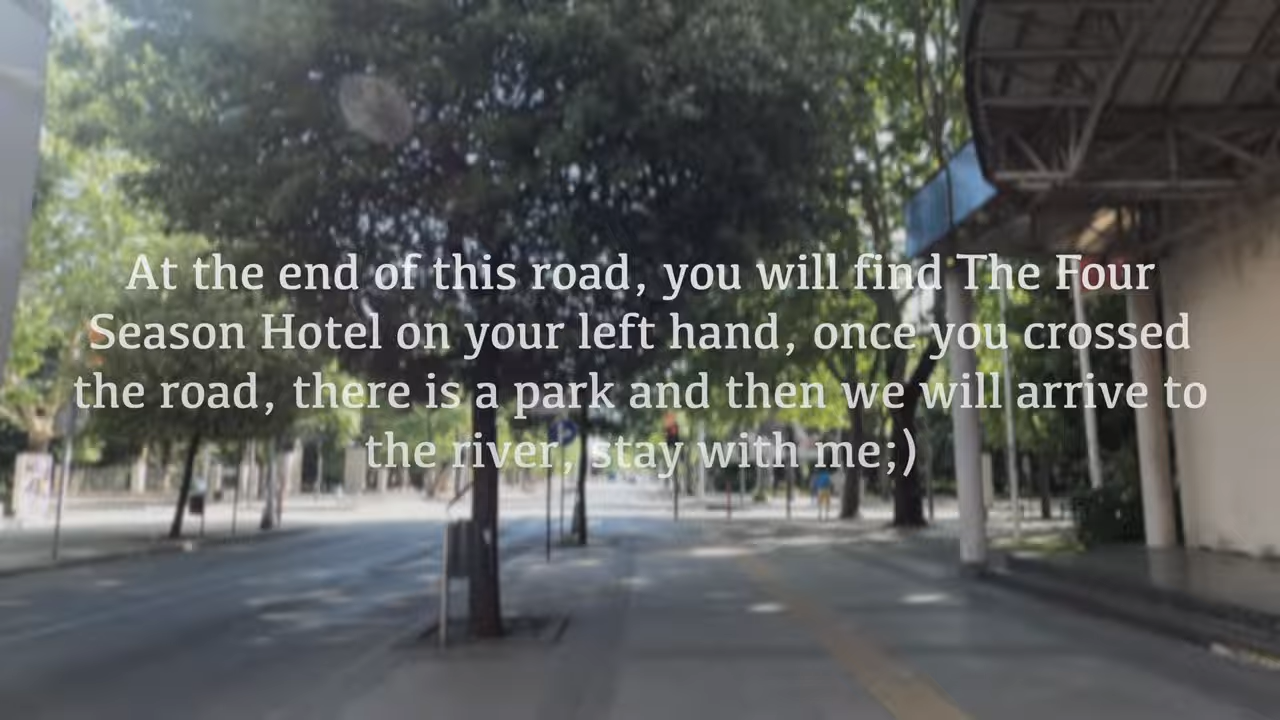 At the end of this road, you will find The Four
Season Hotel on your left hand, once you crossed
the road, there is a park and then we will arrive to
the river, stay with me;)